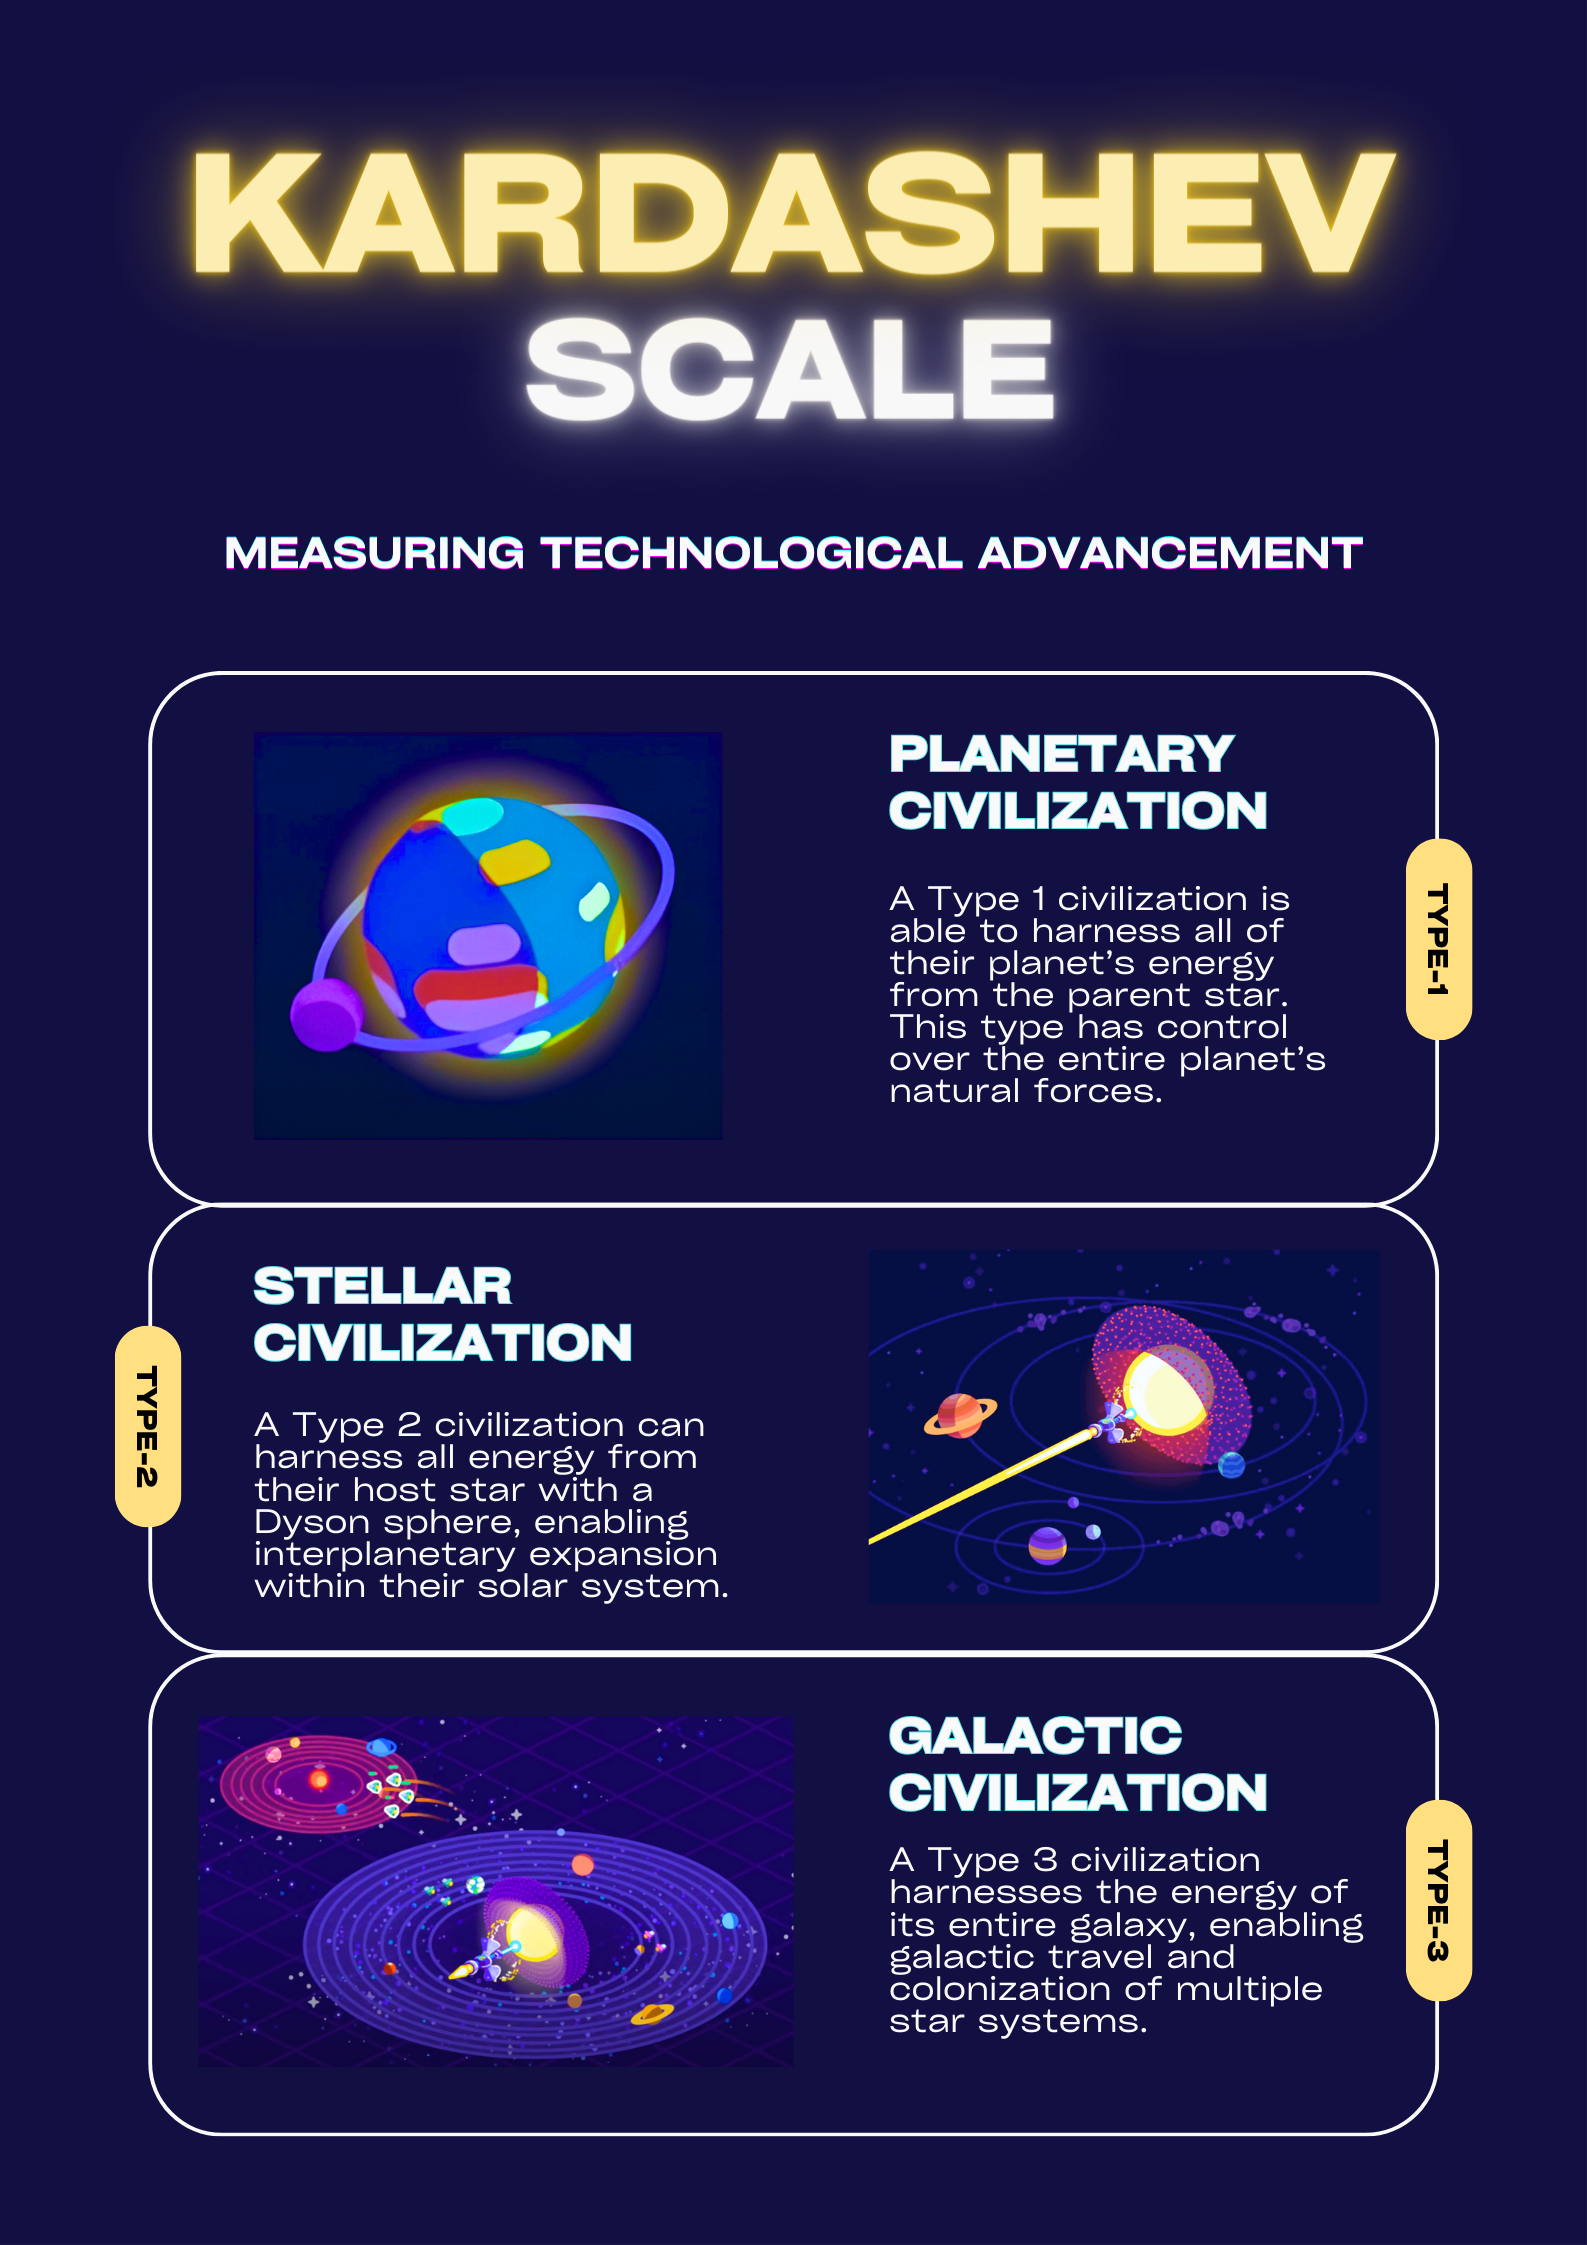 KARDASHEV
SCALE
MEASURING TECHNOLOGICAL ADVANCEMENT
PLANETARY
CIVILIZATION
A Type 1 civilization is
able to harness all of
their planet’s energy
from the parent star.
This type has control
over the entire planet’s
natural forces.
TYPE-1
STELLAR
CIVILIZATION
A Type 2 civilization can
harness all energy from
their host star with a
Dyson sphere, enabling
interplanetary expansion
within their solar system.
TYPE-2
GALACTIC
CIVILIZATION
A Type 3 civilization
harnesses the energy of
its entire galaxy, enabling
galactic travel and
colonization of multiple
star systems.
TYPE-3